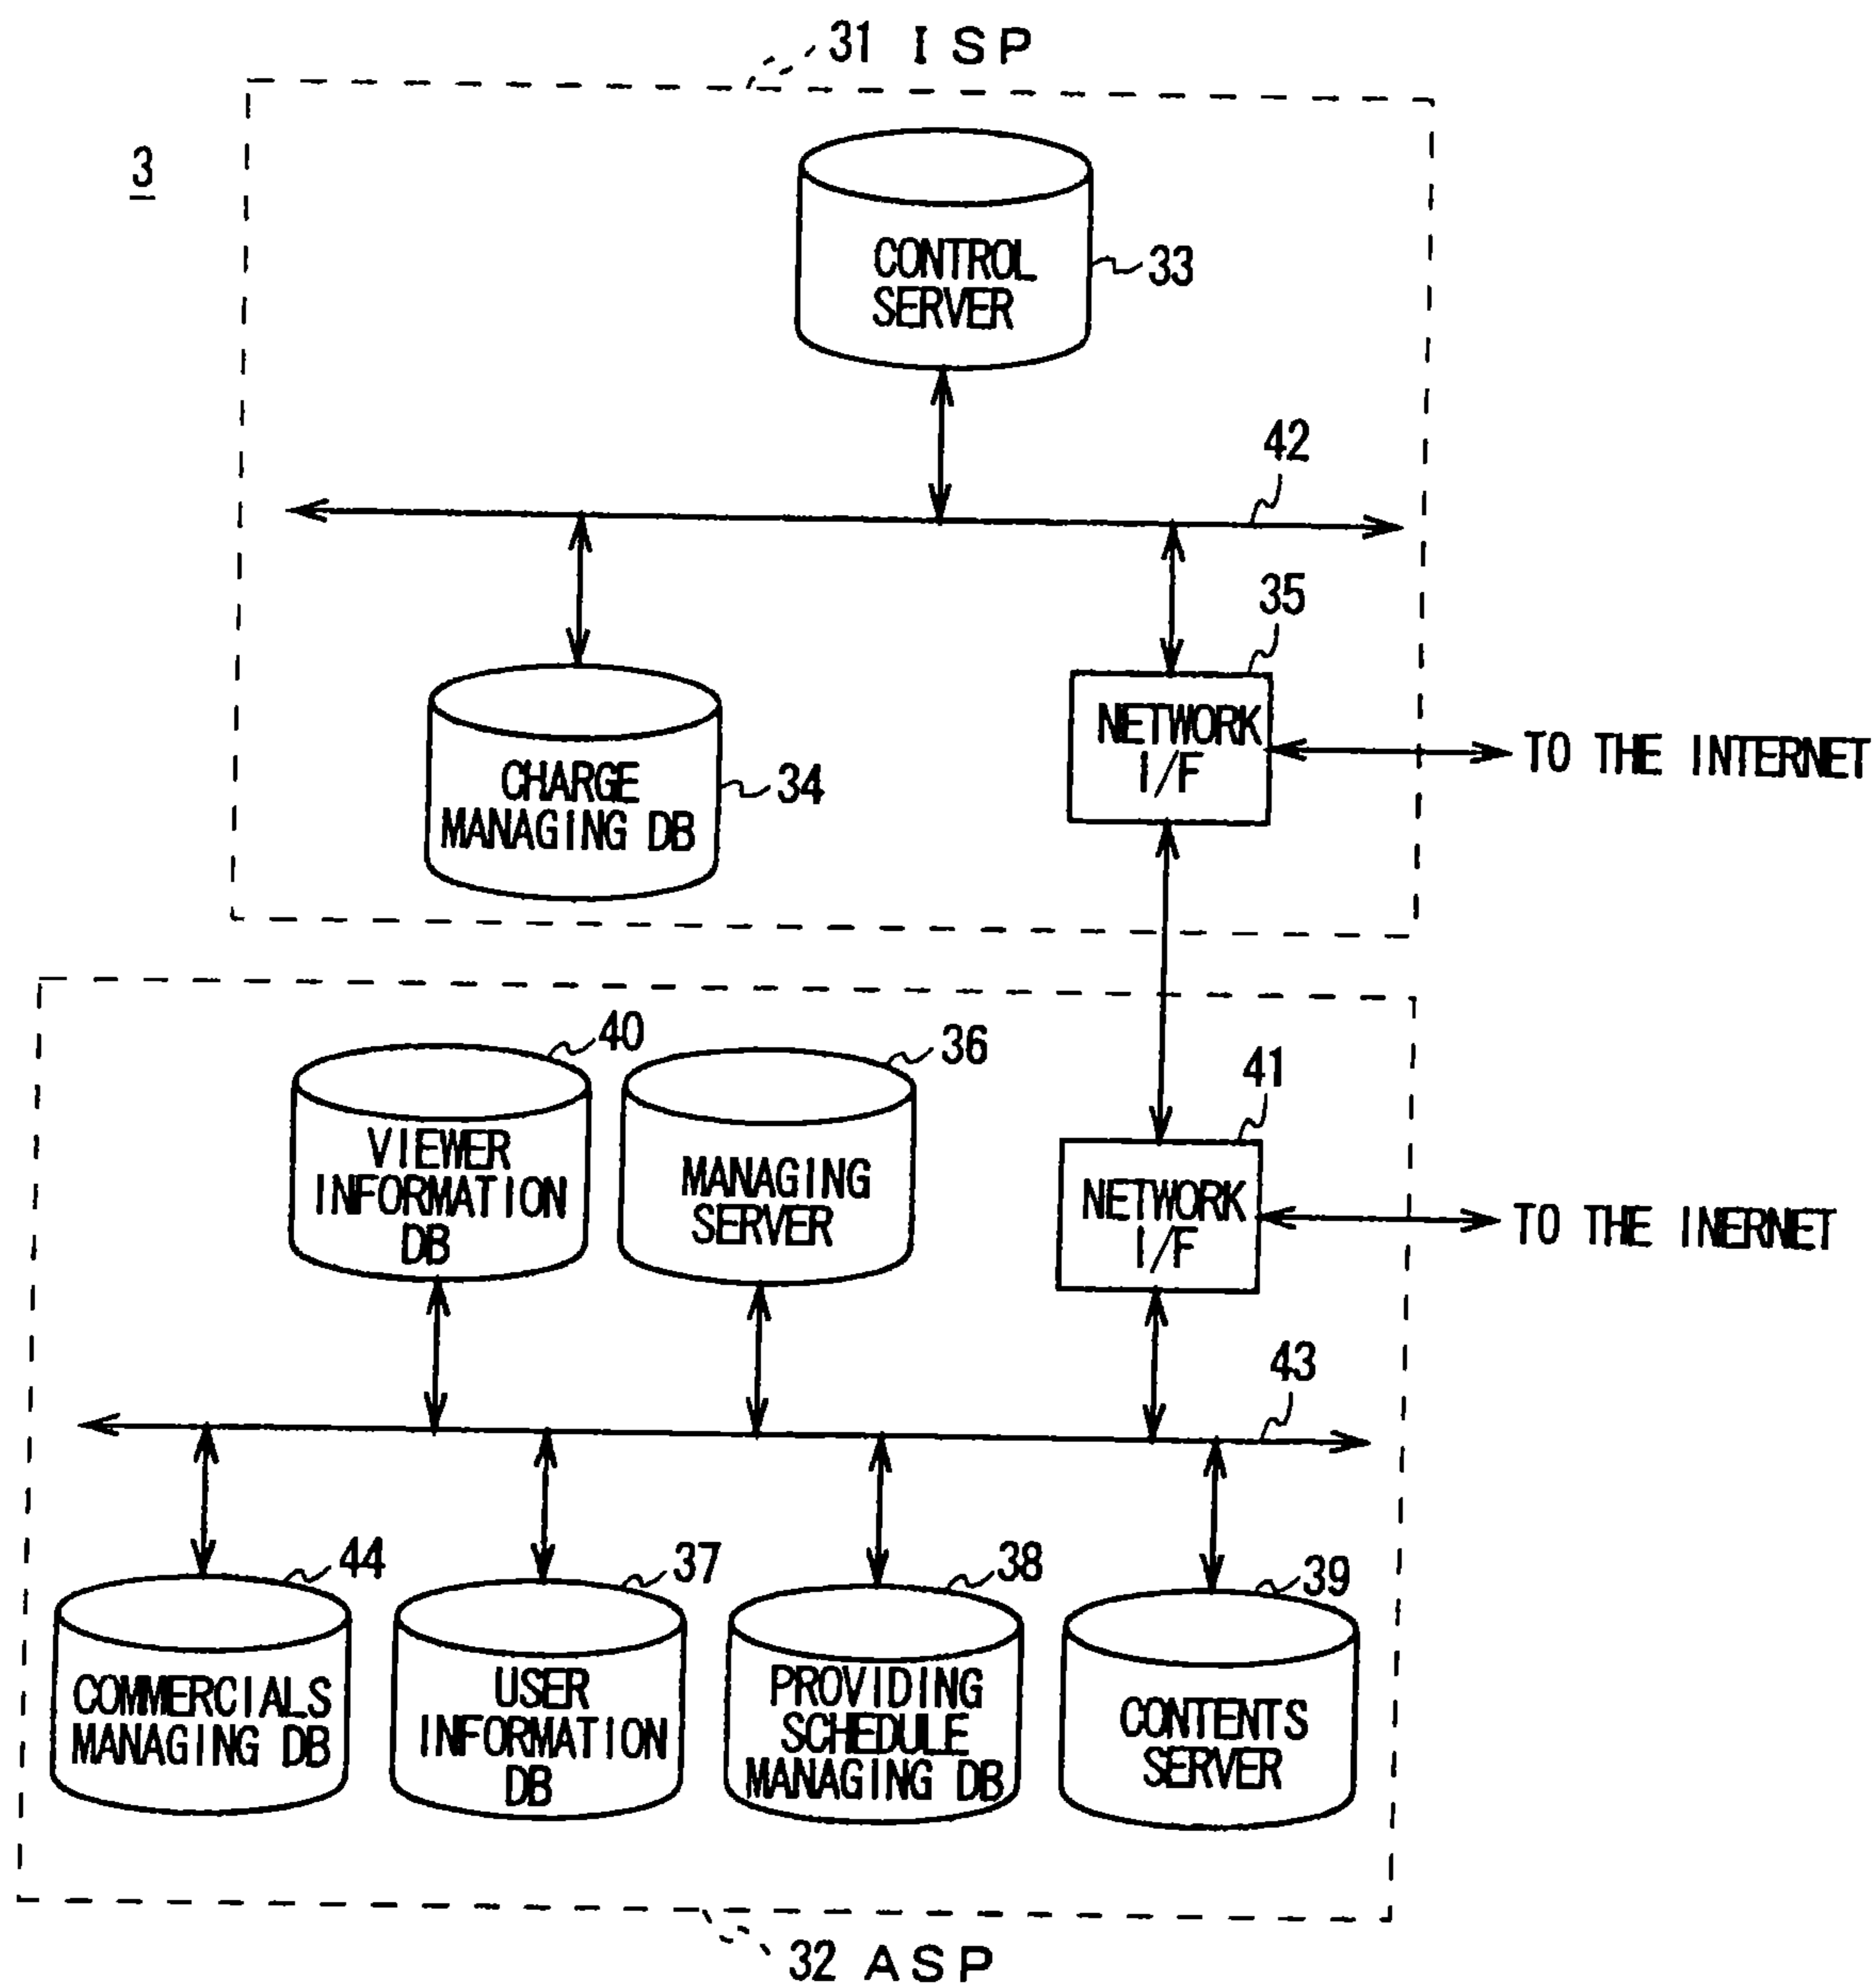 31 ISP
3
CONTROL
SERVER
33
42
35
NETWORK
I/F
TO THE INTERNET
CHARGE
MANAGING DB
34
40
36
41
VIEWER
INFORMATION
DB
MANAGING
SERVER
NETWORK
I/F
TO THE INERNET
43
44
37
38
39
COMMERCIALS
MANAGING DB
USER
INFORMATION
DB
PROVIDING
SCHEDULE
MANAGING DB
CONTENTS
SERVER
32 ASP